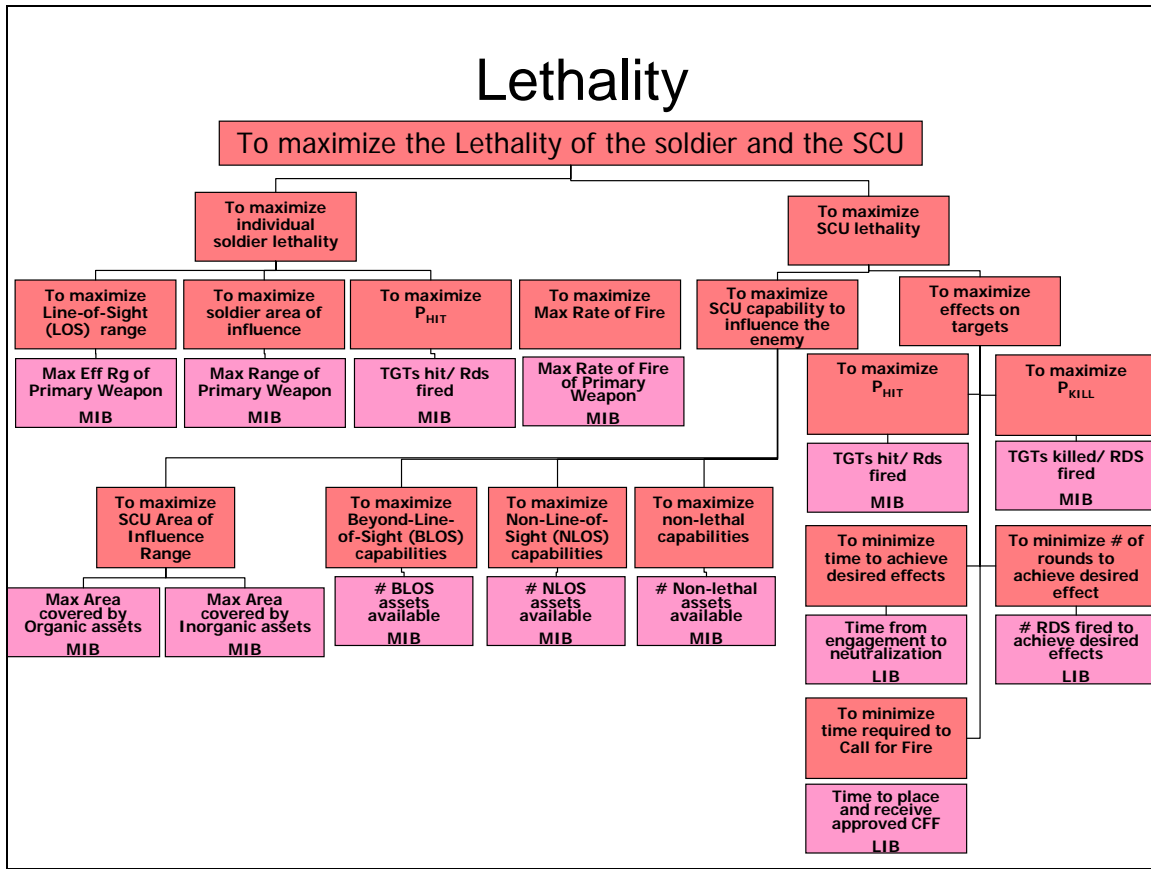 Lethality
To maximize the Lethality of the soldier and the SCU
To maximize
individual
soldier lethality
To maximize
SCU lethality
To maximize
Line-of-Sight
(LOS) range
To maximize
soldier area of
influence
To maximize
PHIT
To maximize
Max Rate of Fire
To maximize
SCU capability to
influence the
enemy
To maximize
effects on
targets
Max Eff Rg of
Primary Weapon
MIB
Max Range of
Primary Weapon
MIB
TGTs hit/ Rds
fired
MIB
Max Rate of Fire
of Primary
Weapon
MIB
To maximize
PHIT
To maximize
PKILL
TGTs hit/ Rds
fired
MIB
TGTs killed/ RDS
fired
MIB
To maximize
SCU Area of
Influence
Range
To maximize
Beyond-Line-
of-Sight (BLOS)
capabilities
To maximize
Non-Line-of-
Sight (NLOS)
capabilities
To maximize
non-lethal
capabilities
Max Area
covered by
Organic assets
MIB
Max Area
covered by
Inorganic assets
MIB
# BLOS
assets
available
MIB
# NLOS
assets
available
MIB
# Non-lethal
assets
available
MIB
To minimize
time to achieve
desired effects
To minimize # of
rounds to
achieve desired
effect
Time from
engagement to
neutralization
LIB
# RDS fired to
achieve desired
effects
LIB
To minimize
time required to
Call for Fire
Time to place
and receive
approved CFF
LIB